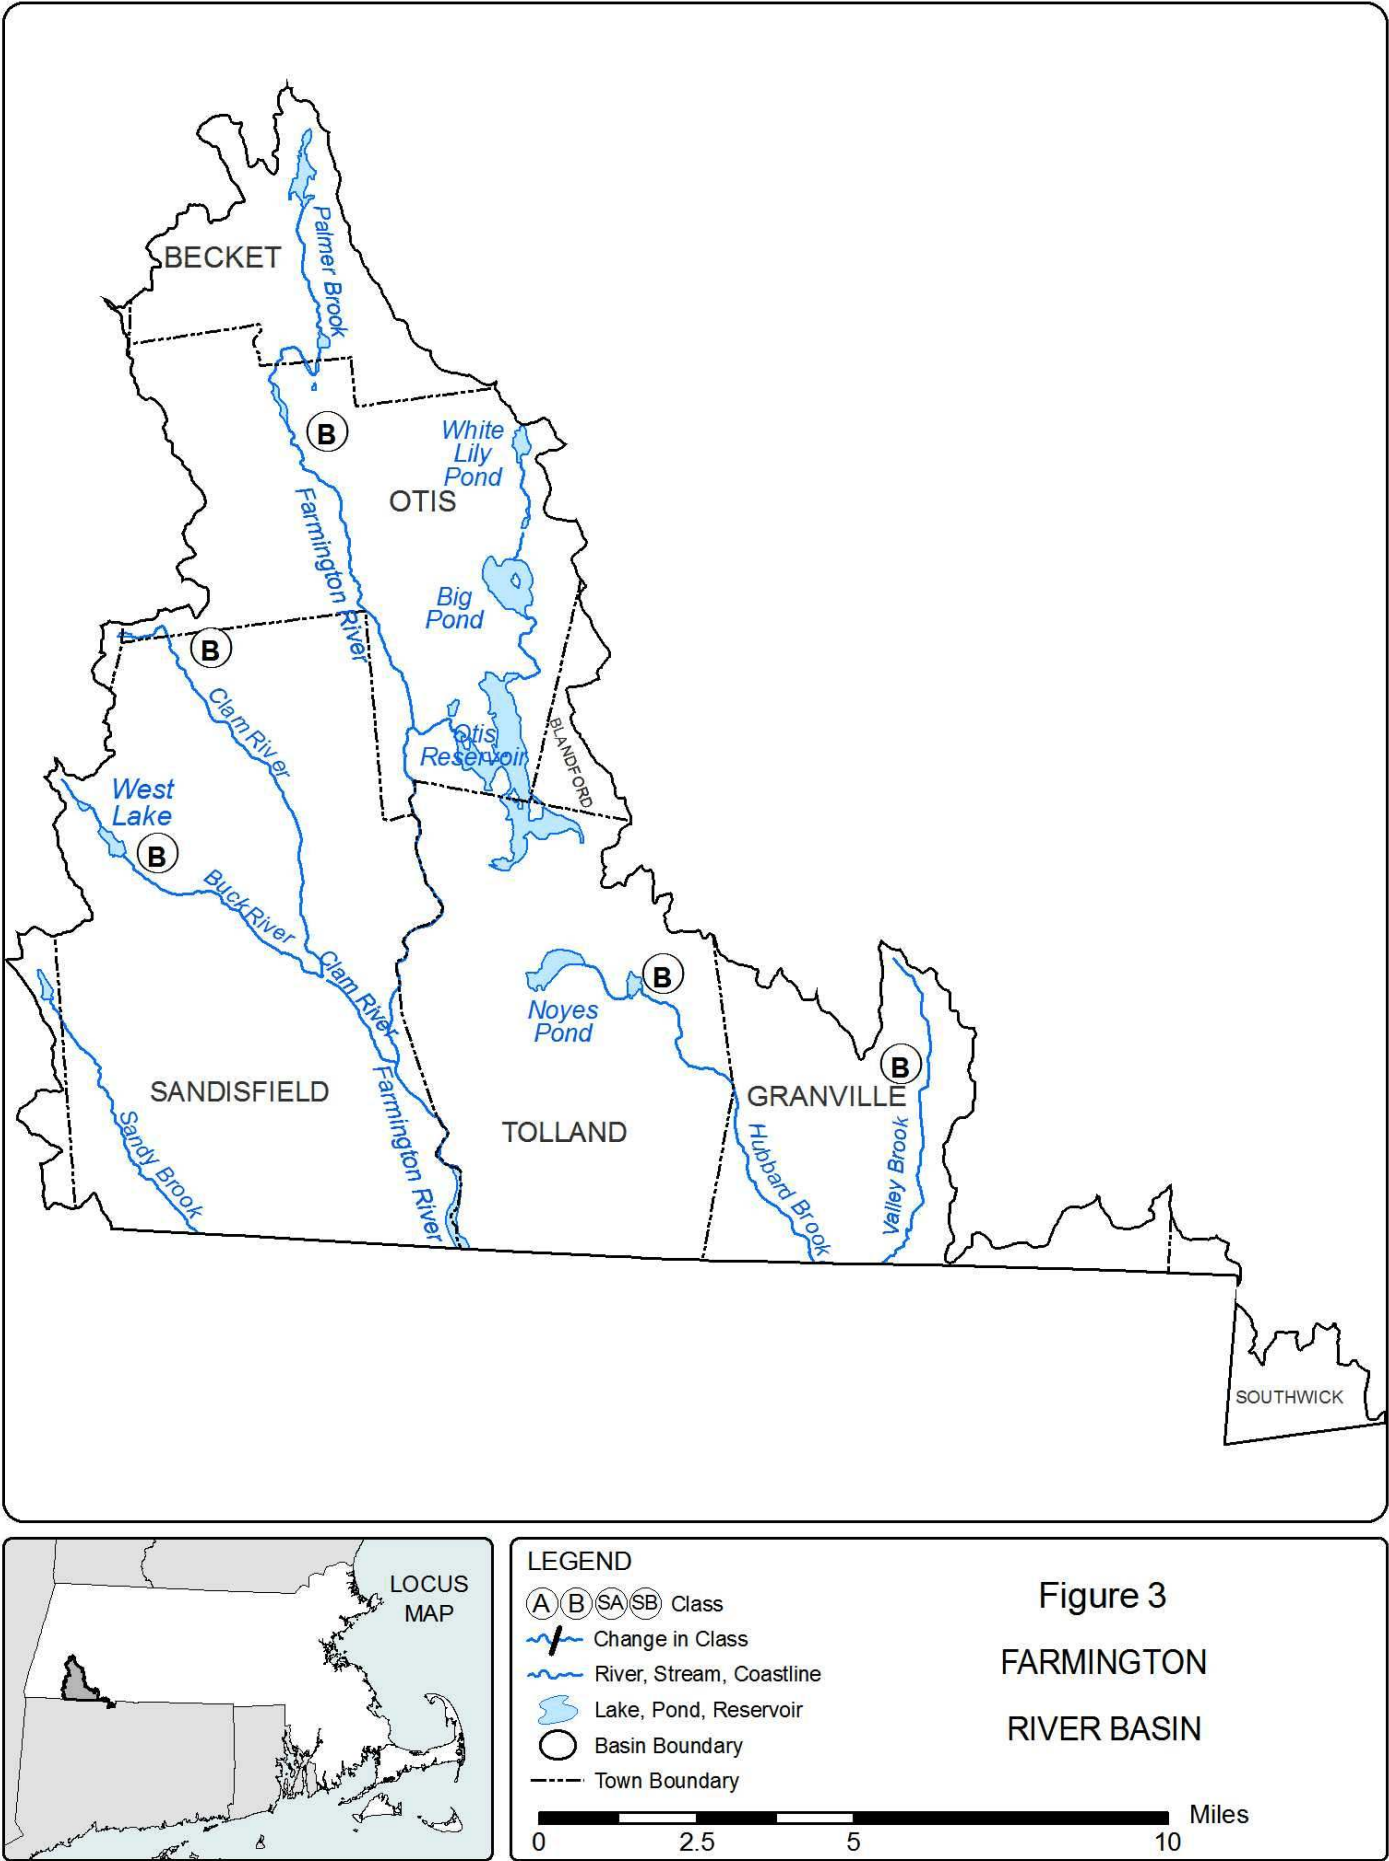 Palmer Brook
BECKET
B
White
Lily
Pond
OTIS
Farmington River
Big
Pond
B
Clam River
Otis
Reservoir
BLANDFORD
West
Lake
B
Buck River
Clam River
B
Noyes
Pond
B
SANDISFIELD
GRANVILLE
Farmington River
Sandy Brook
TOLLAND
Hubbard Brook
Valley Brook
SOUTHWICK
LOCUS
MAP
LEGEND
A B SA SB Class
Change in Class
River, Stream, Coastline
Lake, Pond, Reservoir
Basin Boundary
Town Boundary
Miles
0 2.5 5 10
Figure 3
FARMINGTON
RIVER BASIN